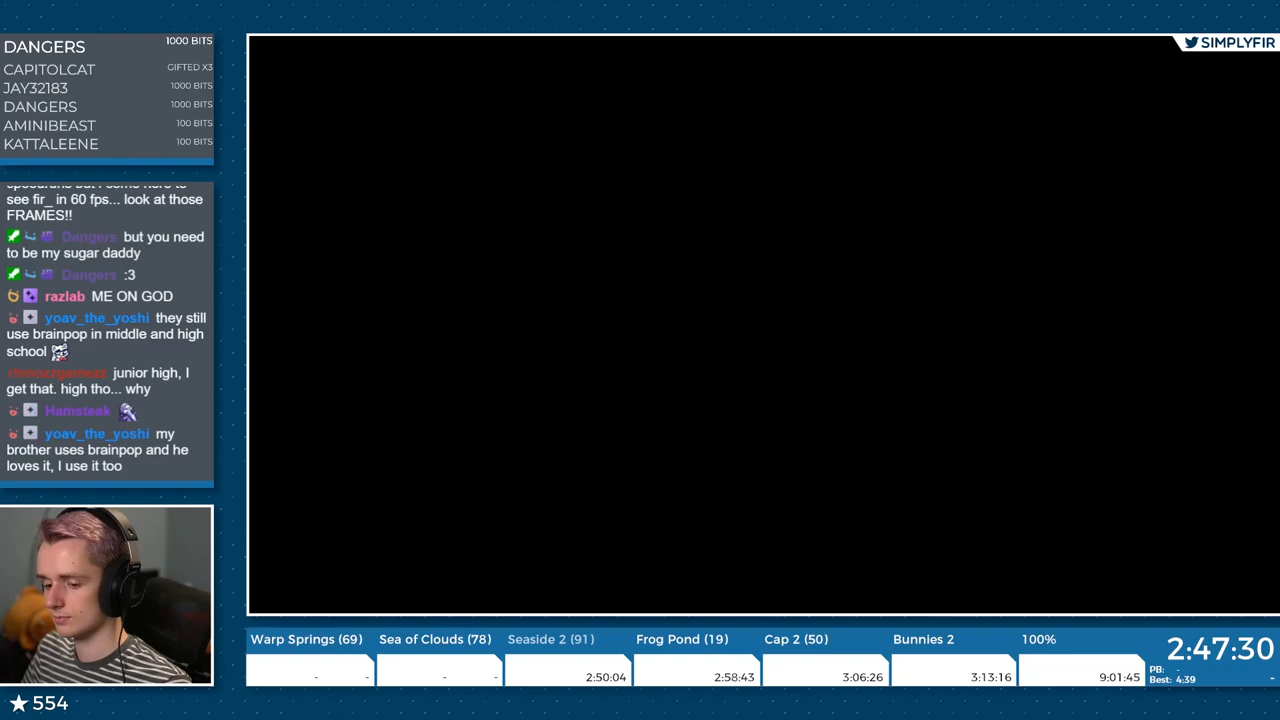 DANGERS 1000 BITS
CAPITOLCAT GIFTED X3
JAY32183 1000 BITS
DANGERS 1000 BITS
AMINIBEAST 100 BITS
KATTALEENE 100 BITS
SIMPLYFIR
see fir_ in 60 fps... look at those
FRAMES!!
Dangers but you need
to be my sugar daddy
Dangers :3
razlab ME ON GOD
yoav_the_yoshi they still
use brainpop in middle and high
school
junior high, I
get that. high tho... why
Hamsteak
yoav_the_yoshi my
brother uses brainpop and he
loves it, I use it too
Warp Springs (69) Sea of Clouds (78) Seaside 2 (91) Frog Pond (19) Cap 2 (50) Bunnies 2 100%
- - - - 2:50:04 2:58:43 3:06:26 3:13:16 9:01:45
2:47:30
PB: -
Best: 4:39 -
★ 554